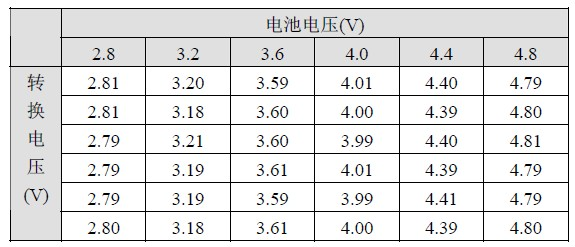 电池电压(V)
2.8 3.2 3.6 4.0 4.4 4.8
转换电压(V)
2.81 3.20 3.59 4.01 4.40 4.79
2.81 3.18 3.60 4.00 4.39 4.80
2.79 3.21 3.60 3.99 4.40 4.81
2.79 3.19 3.61 4.01 4.39 4.79
2.79 3.19 3.59 3.99 4.41 4.79
2.80 3.18 3.61 4.00 4.39 4.80